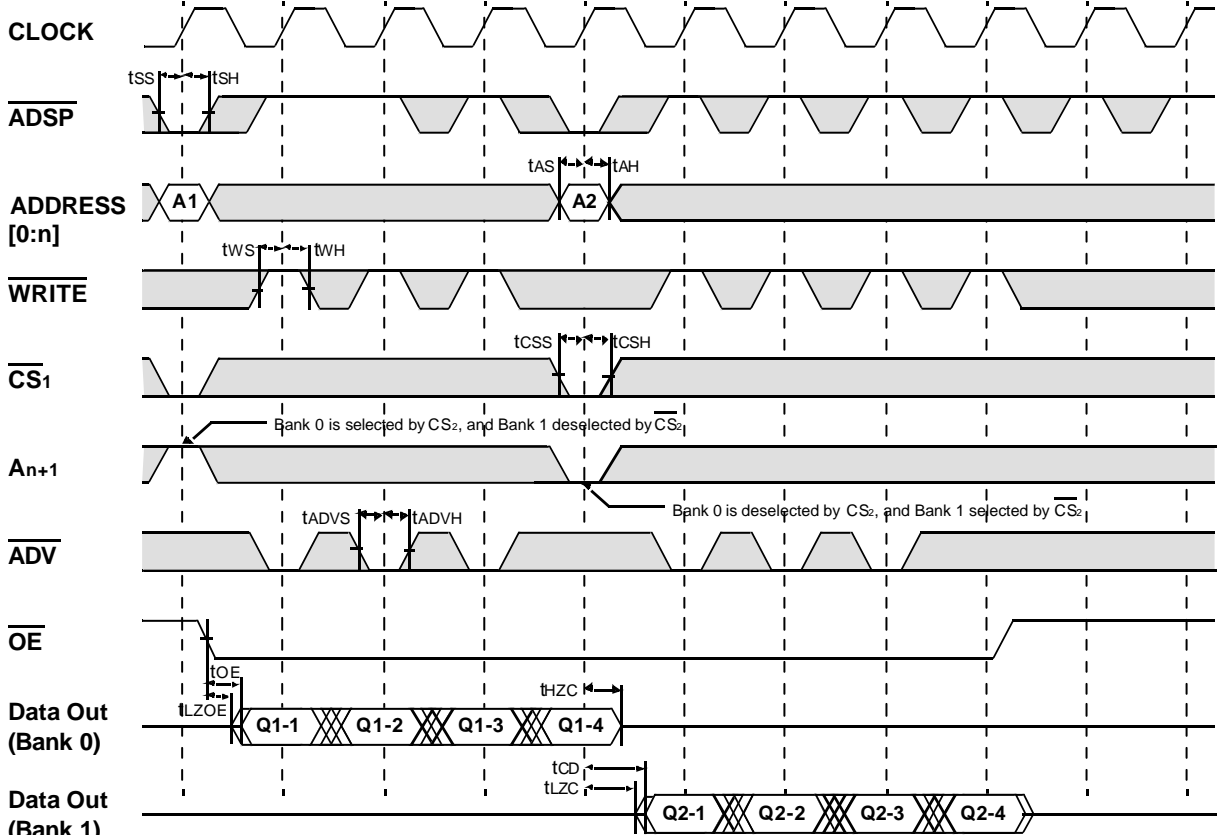 CLOCK
tSS tSH
ADSP
tAS tAH
ADDRESS
[0:n]
A1 A2
tWS tWH
WRITE
tCSS tCSH
CS1
Bank 0 is selected by CS2, and Bank 1 deselected by CS2
An+1
Bank 0 is deselected by CS2, and Bank 1 selected by CS2
tADVS tADVH
ADV
OE
tOE
tHZC
tLZOE
Data Out
(Bank 0)
Q1-1 Q1-2 Q1-3 Q1-4
tCD
tLZC
Data Out
(Bank 1)
Q2-1 Q2-2 Q2-3 Q2-4